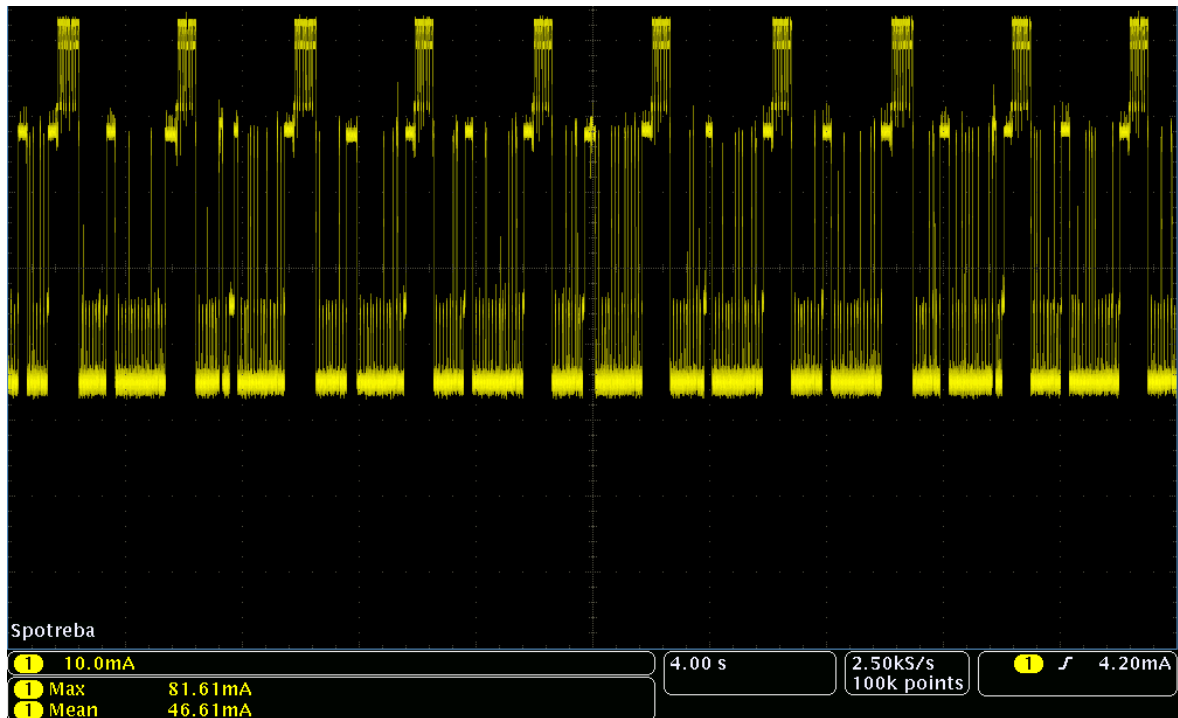 Spotreba
1 10.0mA
4.00 s
2.50kS/s
100k points
1 ʃ 4.20mA
1 Max 81.61mA
1 Mean 46.61mA